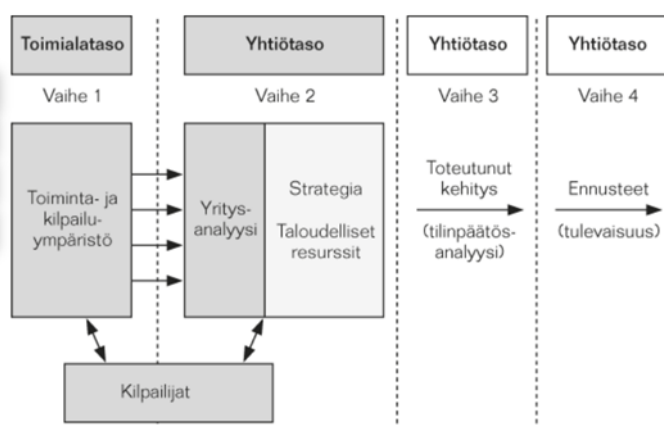 Toimialataso
Yhtiötaso
Yhtiötaso
Yhtiötaso
Vaihe 1
Vaihe 2
Vaihe 3
Vaihe 4
Toiminta- ja
kilpailu-
ympäristö
Yritys-
analyysi
Strategia
Taloudelliset
resurssit
Toteutunut
kehitys
(tilinpäätös-
analyysi)
Ennusteet
(tulevaisuus)
Kilpailijat